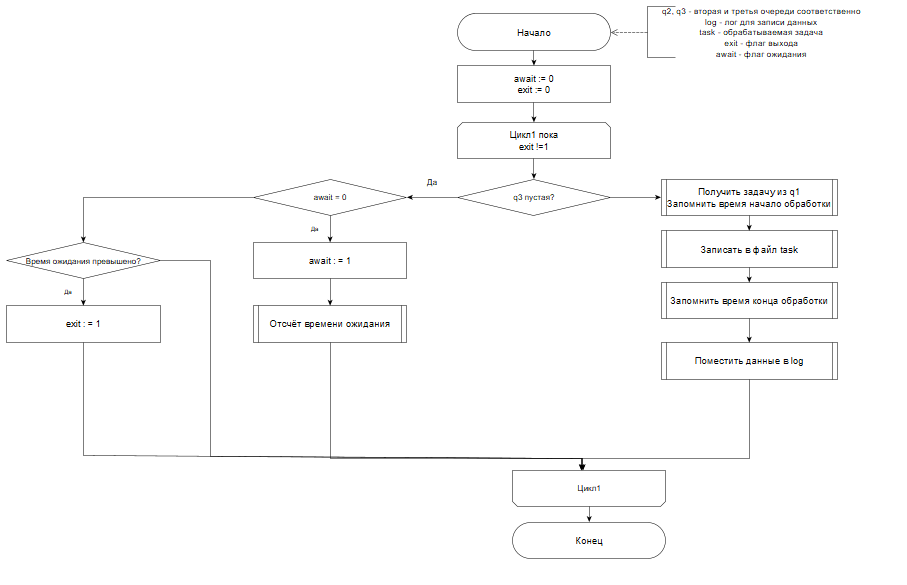 q2, q3 - вторая и третья очереди соответственно
log - лог для записи данных
task - обрабатываемая задача
exit - флаг выхода
await - флаг ожидания
Начало
await := 0
exit := 0
Цикл1 пока
exit !=1
q3 пустая?
Да
await = 0
Да
Получить задачу из q1
Запомнить время начало обработки
Время ожидания превышено?
Да
await : = 1
Записать в файл task
exit : = 1
Отсчёт времени ожидания
Запомнить время конца обработки
Поместить данные в log
Цикл1
Конец